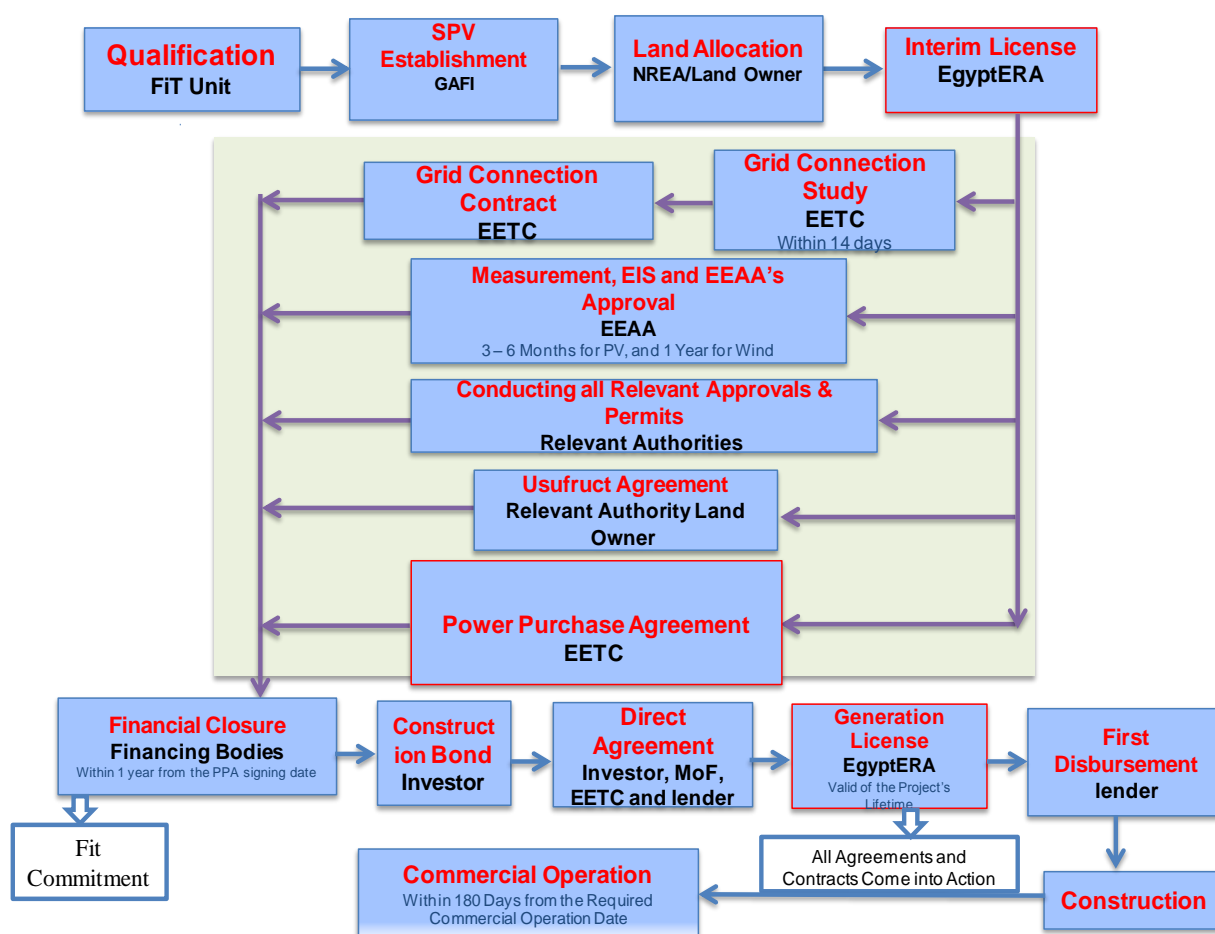 Qualification
FiT Unit
SPV
Establishment
GAFI
Land Allocation
NREA/Land Owner
Interim License
EgyptERA
Grid Connection
Contract
EETC
Grid Connection
Study
EETC
Within 14 days
Measurement, EIS and EEAA's
Approval
EEAA
3 – 6 Months for PV, and 1 Year for Wind
Conducting all Relevant Approvals &
Permits
Relevant Authorities
Usufruct Agreement
Relevant Authority Land
Owner
Power Purchase Agreement
EETC
Financial Closure
Financing Bodies
Within 1 year from the PPA signing date
Construct
ion Bond
Investor
Direct
Agreement
Investor, MoF,
EETC and lender
Generation
License
EgyptERA
Valid of the Project's
Lifetime
First
Disbursement
lender
Fit
Commitment
All Agreements and
Contracts Come into Action
Commercial Operation
Within 180 Days from the Required
Commercial Operation Date
Construction